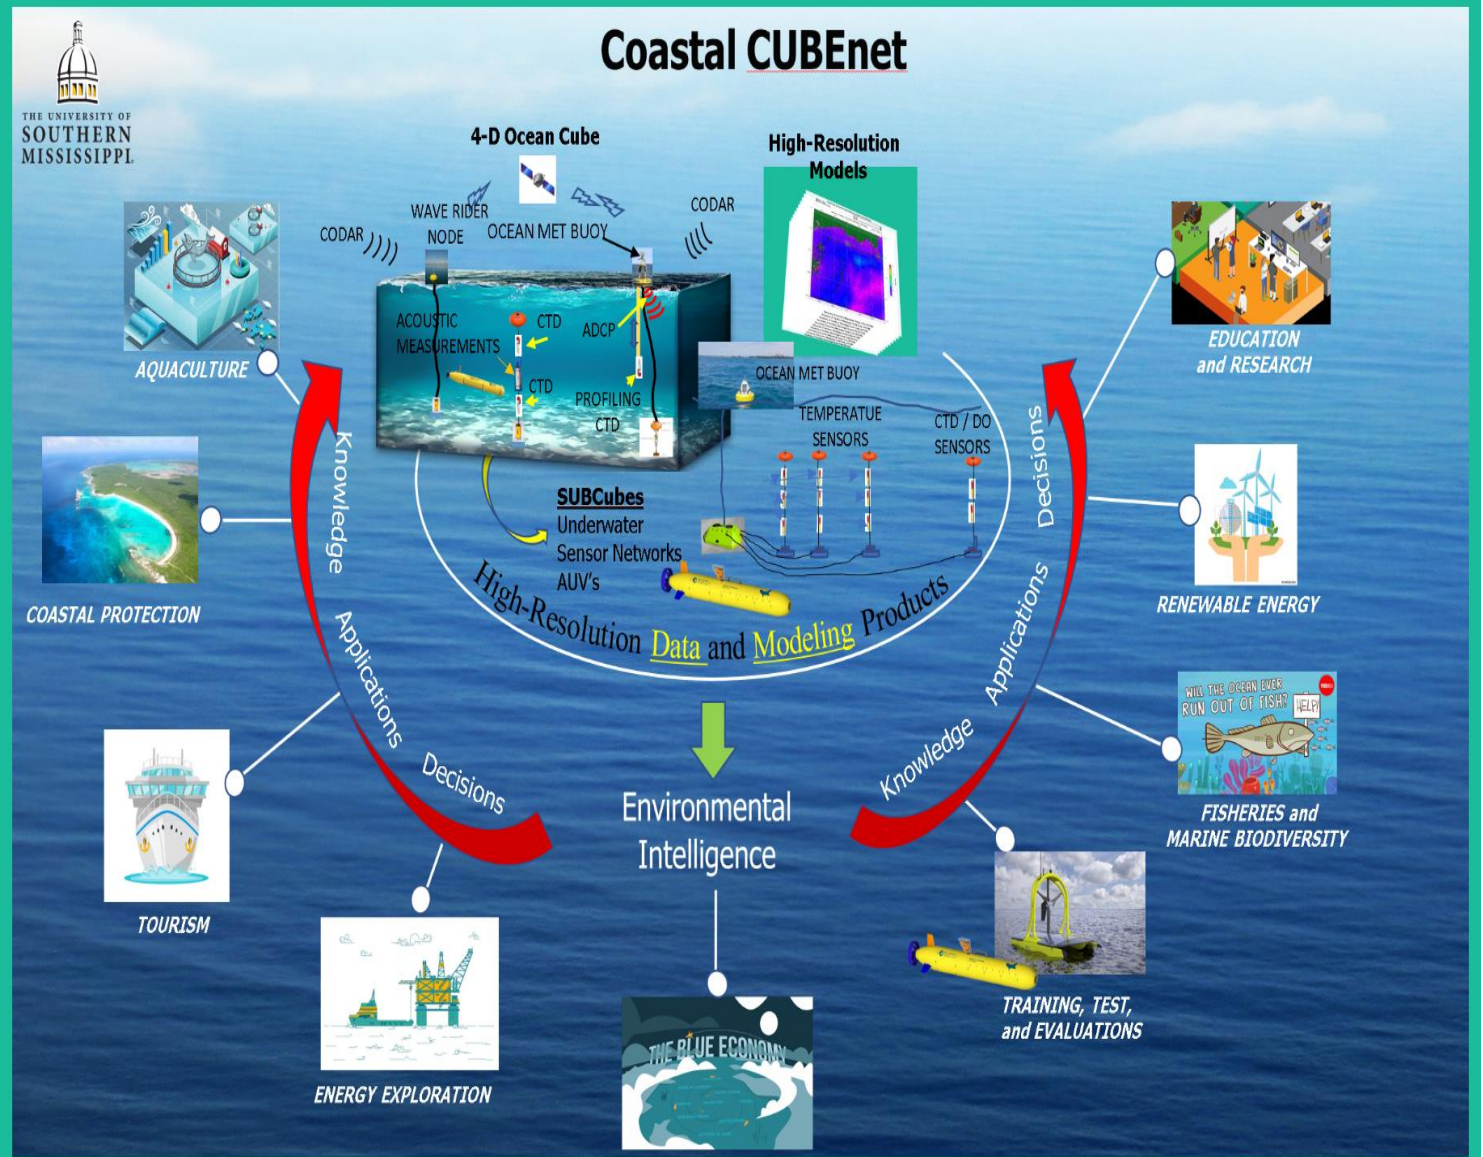 Coastal CUBEnet
THE UNIVERSITY OF
SOUTHERN
MISSISSIPPI.
4-D Ocean Cube
High-Resolution
Models
CODAR
WAVE RIDER
NODE
OCEAN MET BUOY
CODAR
ACOUSTIC
MEASUREMENTS
CTD
ADCP
CTD
PROFILING
CTD
OCEAN MET BUOY
TEMPERATUE
SENSORS
CTD / DO
SENSORS
SUBCubes
Underwater
Sensor Networks
AUV's
High-Resolution Data and Modeling Products
Knowledge
Applications
Decisions
Knowledge
Applications
Decisions
Environmental
Intelligence
AQUACULTURE
COASTAL PROTECTION
TOURISM
ENERGY EXPLORATION
THE BLUE ECONOMY
EDUCATION
and RESEARCH
RENEWABLE ENERGY
WILL THE OCEAN EVER
RUN OUT OF FISH?
HELP!
FISHERIES and
MARINE BIODIVERSITY
TRAINING, TEST,
and EVALUATIONS